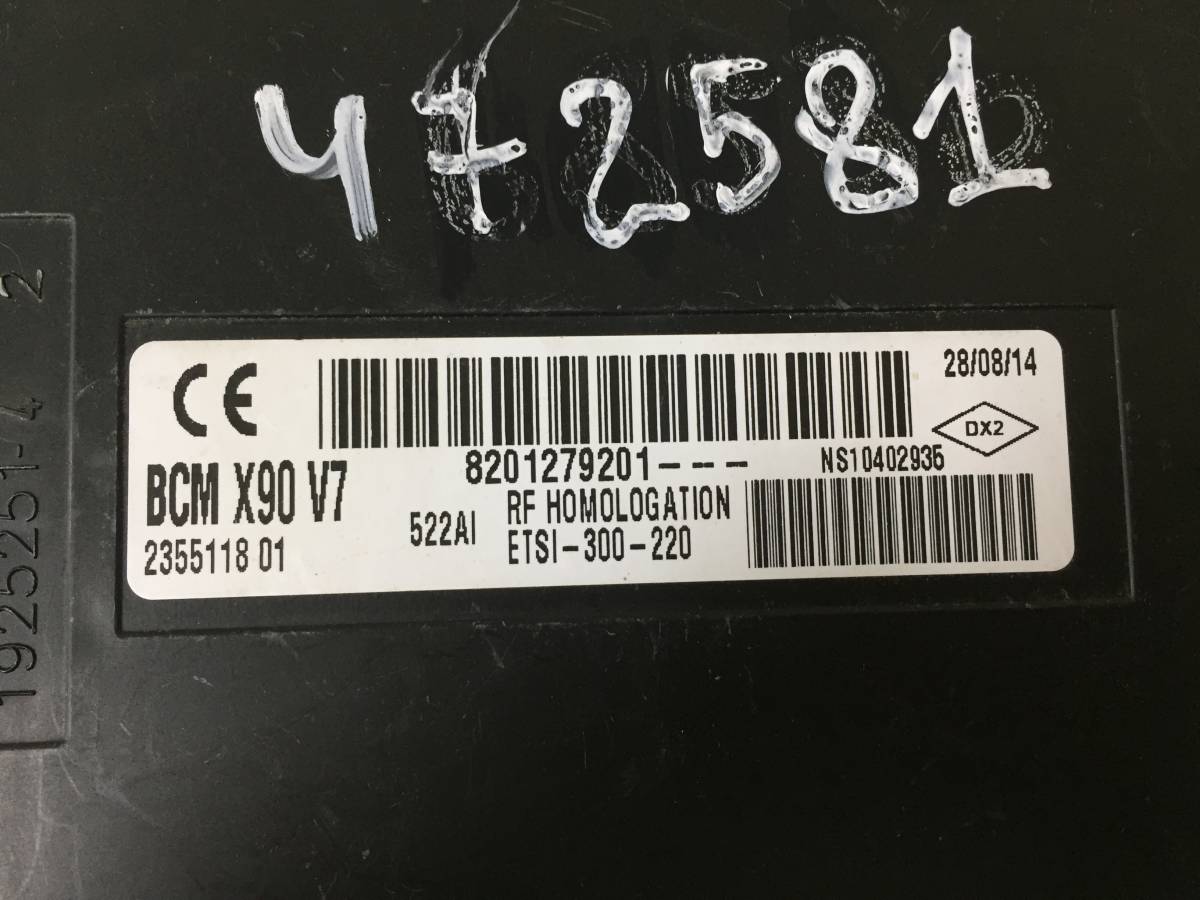 472581
CE
28/08/14
DX2
8201279201---
NS10402935
BCM X90 V7
522AI
RF HOMOLOGATION
2355118 01
ETSI-300-220
1925251-4 2